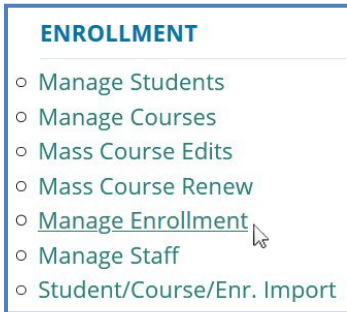 ENROLLMENT
Manage Students
Manage Courses
Mass Course Edits
Mass Course Renew
Manage Enrollment
Manage Staff
Student/Course/Enr. Import